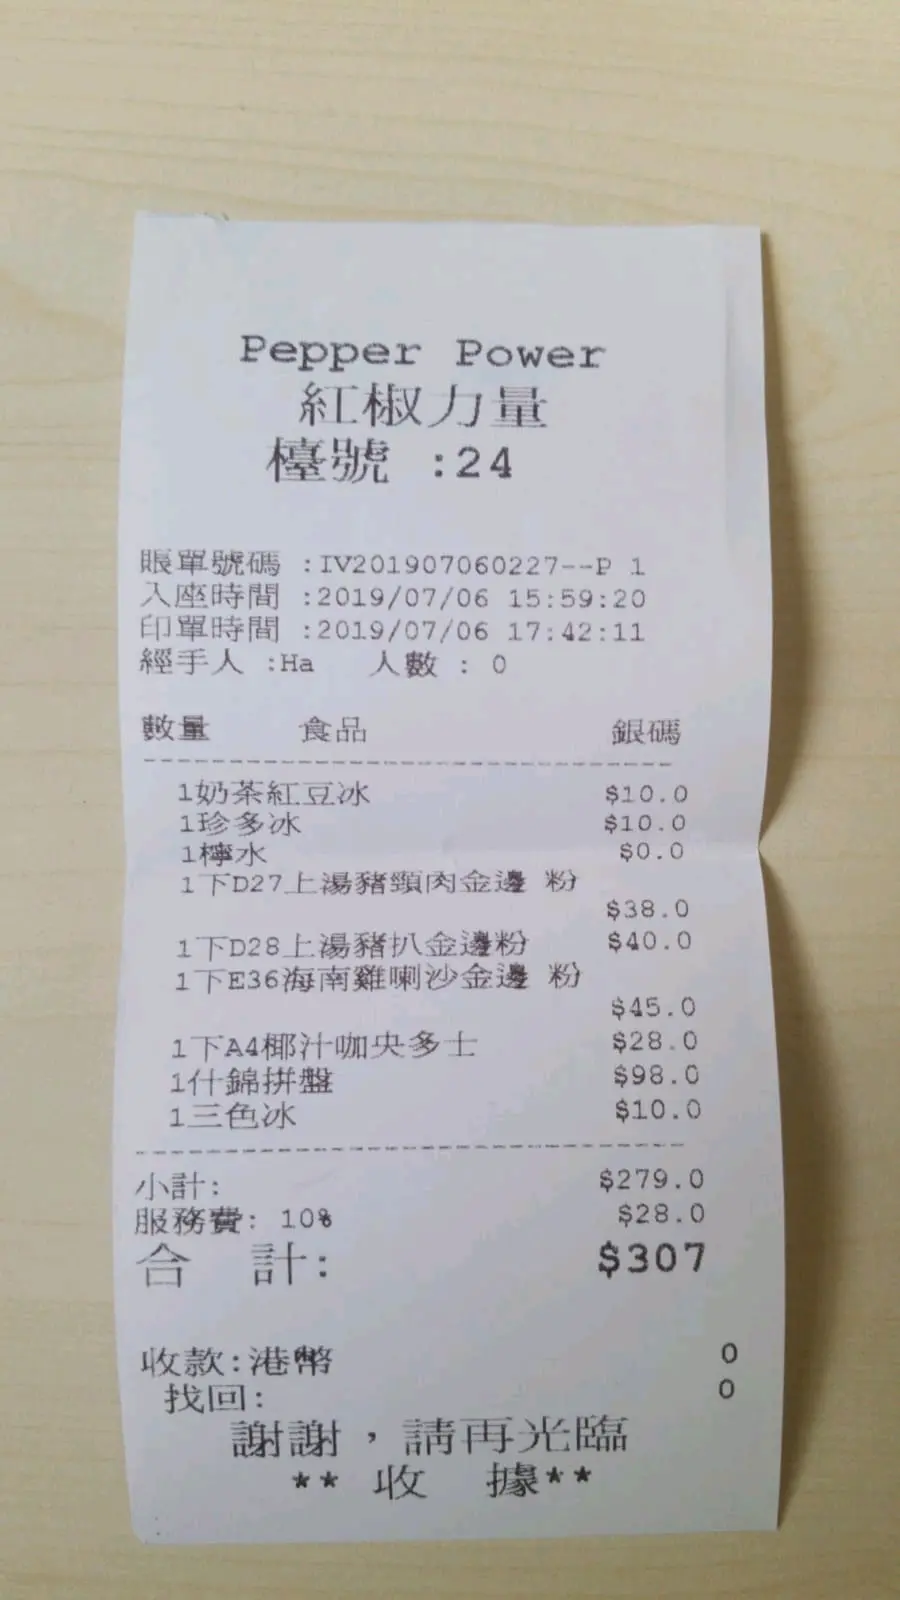 Pepper Power
紅椒力量
檯號 :24
賬單號碼 :IV201907060227--P 1
入座時間 :2019/07/06 15:59:20
印單時間 :2019/07/06 17:42:11
經手人 :Ha 人數 : 0
數量 食品 銀碼
1奶茶紅豆冰 $10.0
1珍多冰 $10.0
1檸水 $0.0
1下D27上湯豬頸肉金邊 粉
$38.0
1下D28上湯豬扒金邊粉 $40.0
1下E36海南雞喇沙金邊 粉
$45.0
1下A4椰汁咖央多士 $28.0
1什錦拼盤 $98.0
1三色冰 $10.0
小計: $279.0
服務費: 10% $28.0
合 計: $307
收款:港幣 0
找回: 0
謝謝，請再光臨
** 收 據**